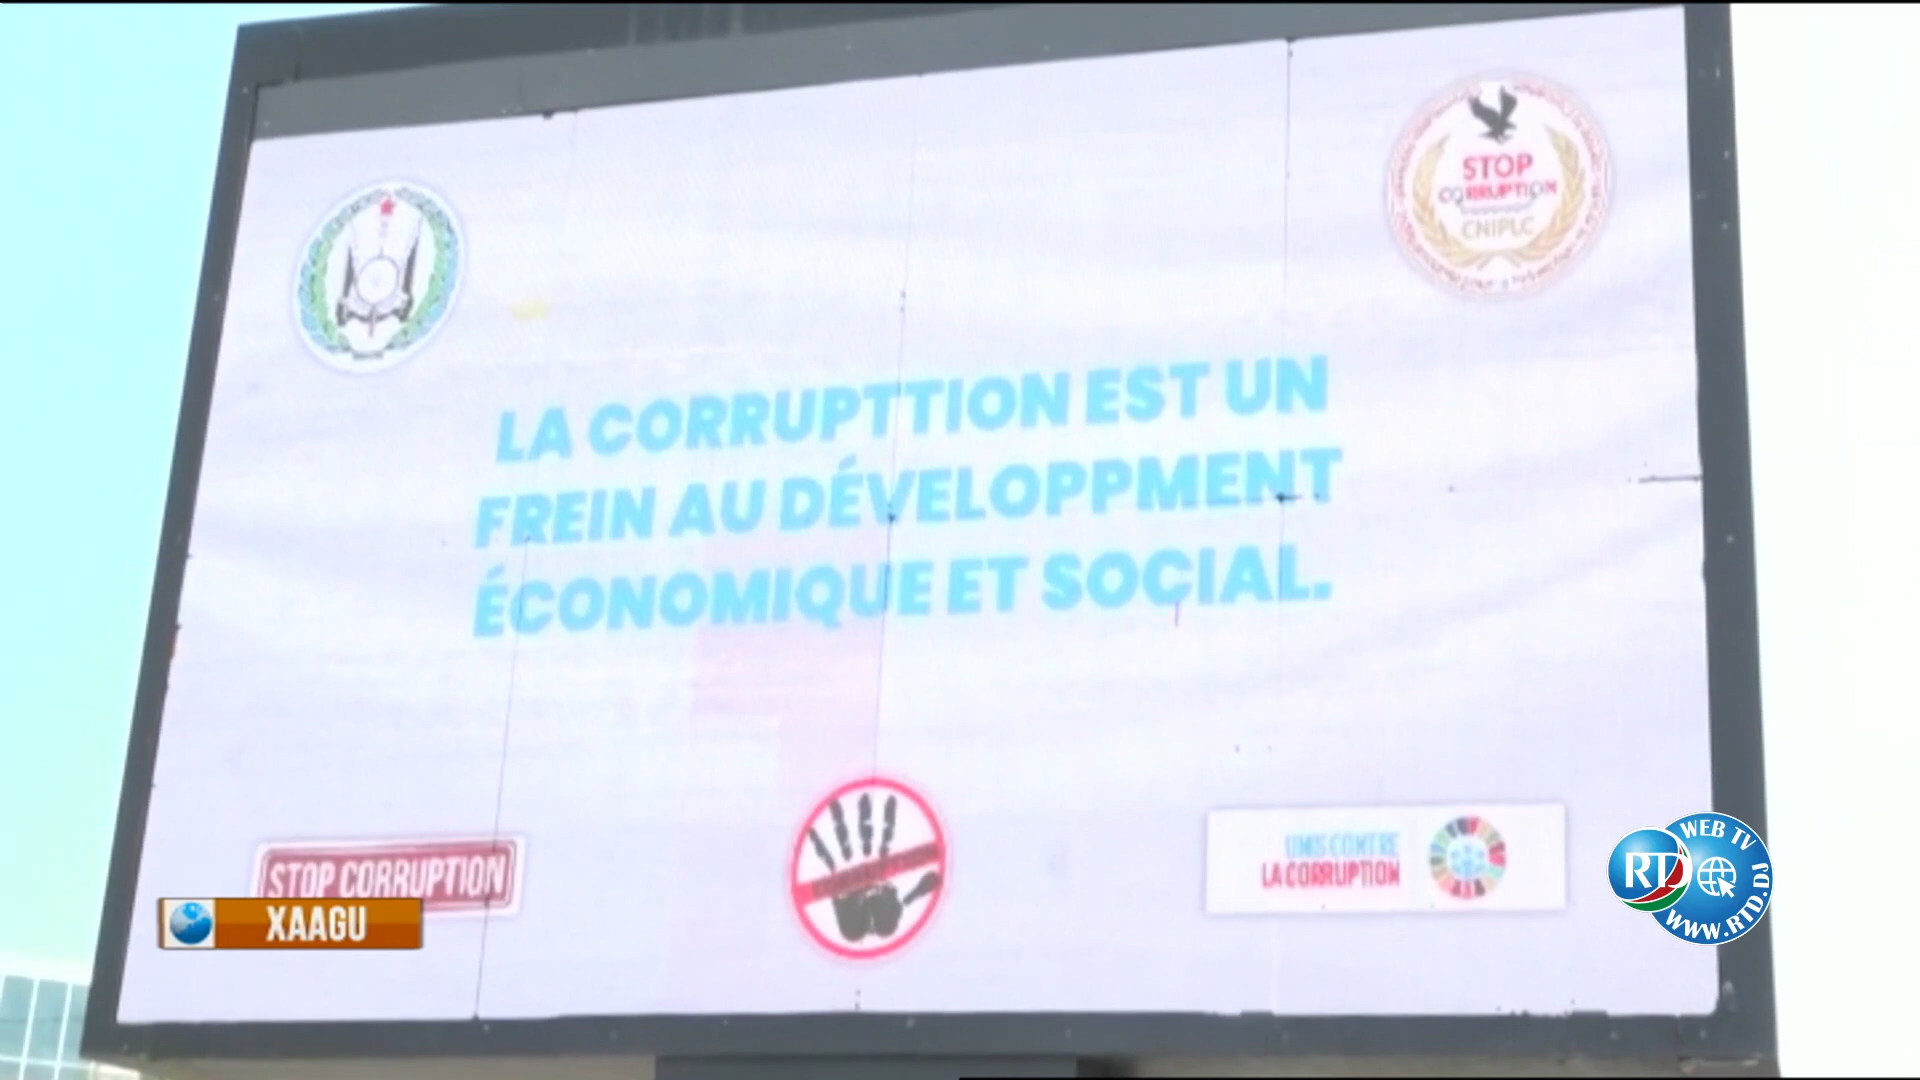 STOP
CORRUPTION
CNIPLC
LA CORRUPTTION EST UN
FREIN AU DÉVELOPPMENT
ÉCONOMIQUE ET SOCIAL.
STOP CORRUPTION
UNIS CONTRE
LA CORRUPTION
XAAGU
WEB TV
RTD
WWW.RTD.DJ